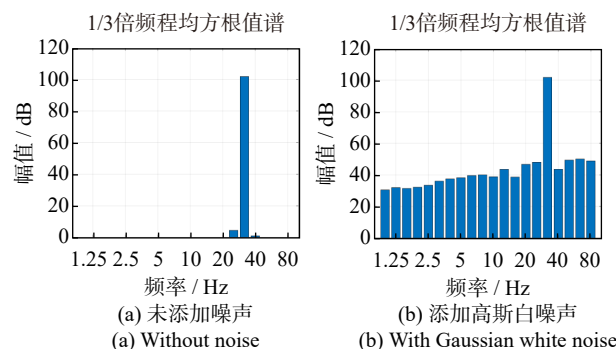 1/3倍频程均方根值谱
120
100
80
60
40
20
0
幅值 / dB
1.25 2.5 5 10 20 40 80
频率 / Hz
(a) 未添加噪声
(a) Without noise
1/3倍频程均方根值谱
120
100
80
60
40
20
0
幅值 / dB
1.25 2.5 5 10 20 40 80
频率 / Hz
(b) 添加高斯白噪声
(b) With Gaussian white noise